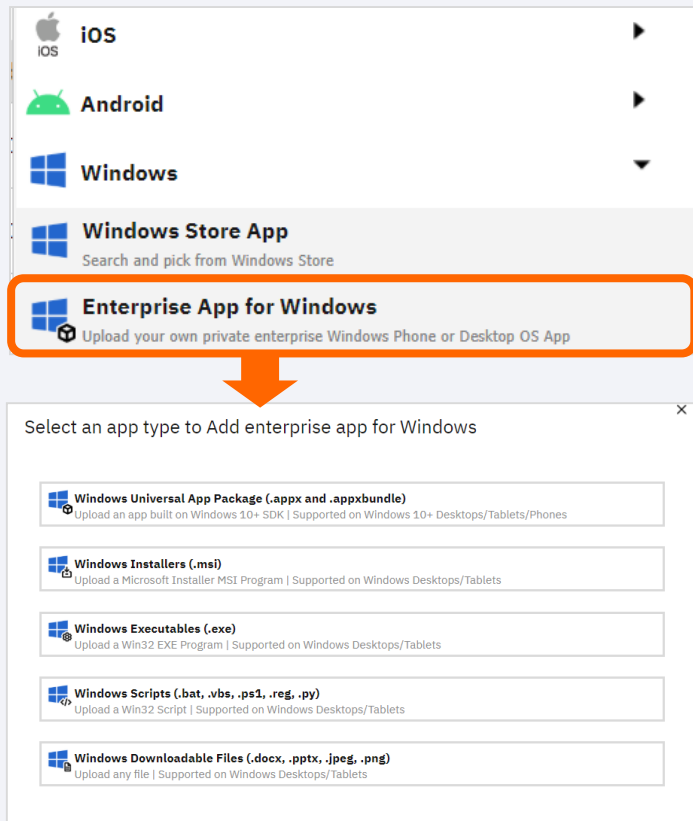 iOS
iOS
Android
Windows
Windows Store App
Search and pick from Windows Store
Enterprise App for Windows
Upload your own private enterprise Windows Phone or Desktop OS App
Select an app type to Add enterprise app for Windows
Windows Universal App Package (.appx and .appxbundle)
Upload an app built on Windows 10+ SDK | Supported on Windows 10+ Desktops/Tablets/Phones
Windows Installers (.msi)
Upload a Microsoft Installer MSI Program | Supported on Windows Desktops/Tablets
Windows Executables (.exe)
Upload a Win32 EXE Program | Supported on Windows Desktops/Tablets
Windows Scripts (.bat, .vbs, .ps1, .reg, .py)
Upload a Win32 Script | Supported on Windows Desktops/Tablets
Windows Downloadable Files (.docx, .pptx, .jpeg, .png)
Upload any file | Supported on Windows Desktops/Tablets